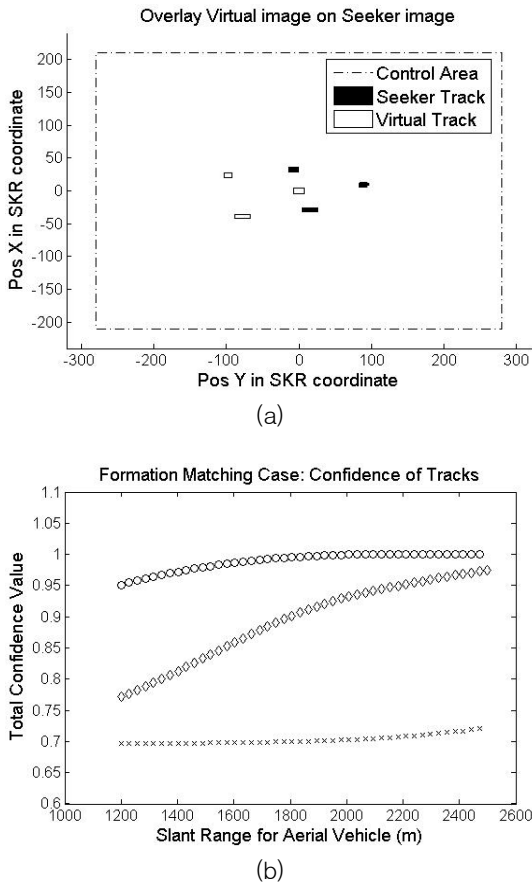 Overlay Virtual image on Seeker image
200
150
100
50
0
-50
-100
-150
-200
Pos X in SKR coordinate
Control Area
Seeker Track
Virtual Track
-300 -200 -100 0 100 200 300
Pos Y in SKR coordinate
(a)
Formation Matching Case: Confidence of Tracks
1.1
1.05
1
0.95
0.9
0.85
0.8
0.75
0.7
0.65
0.6
Total Confidence Value
1000 1200 1400 1600 1800 2000 2200 2400 2600
Slant Range for Aerial Vehicle (m)
(b)